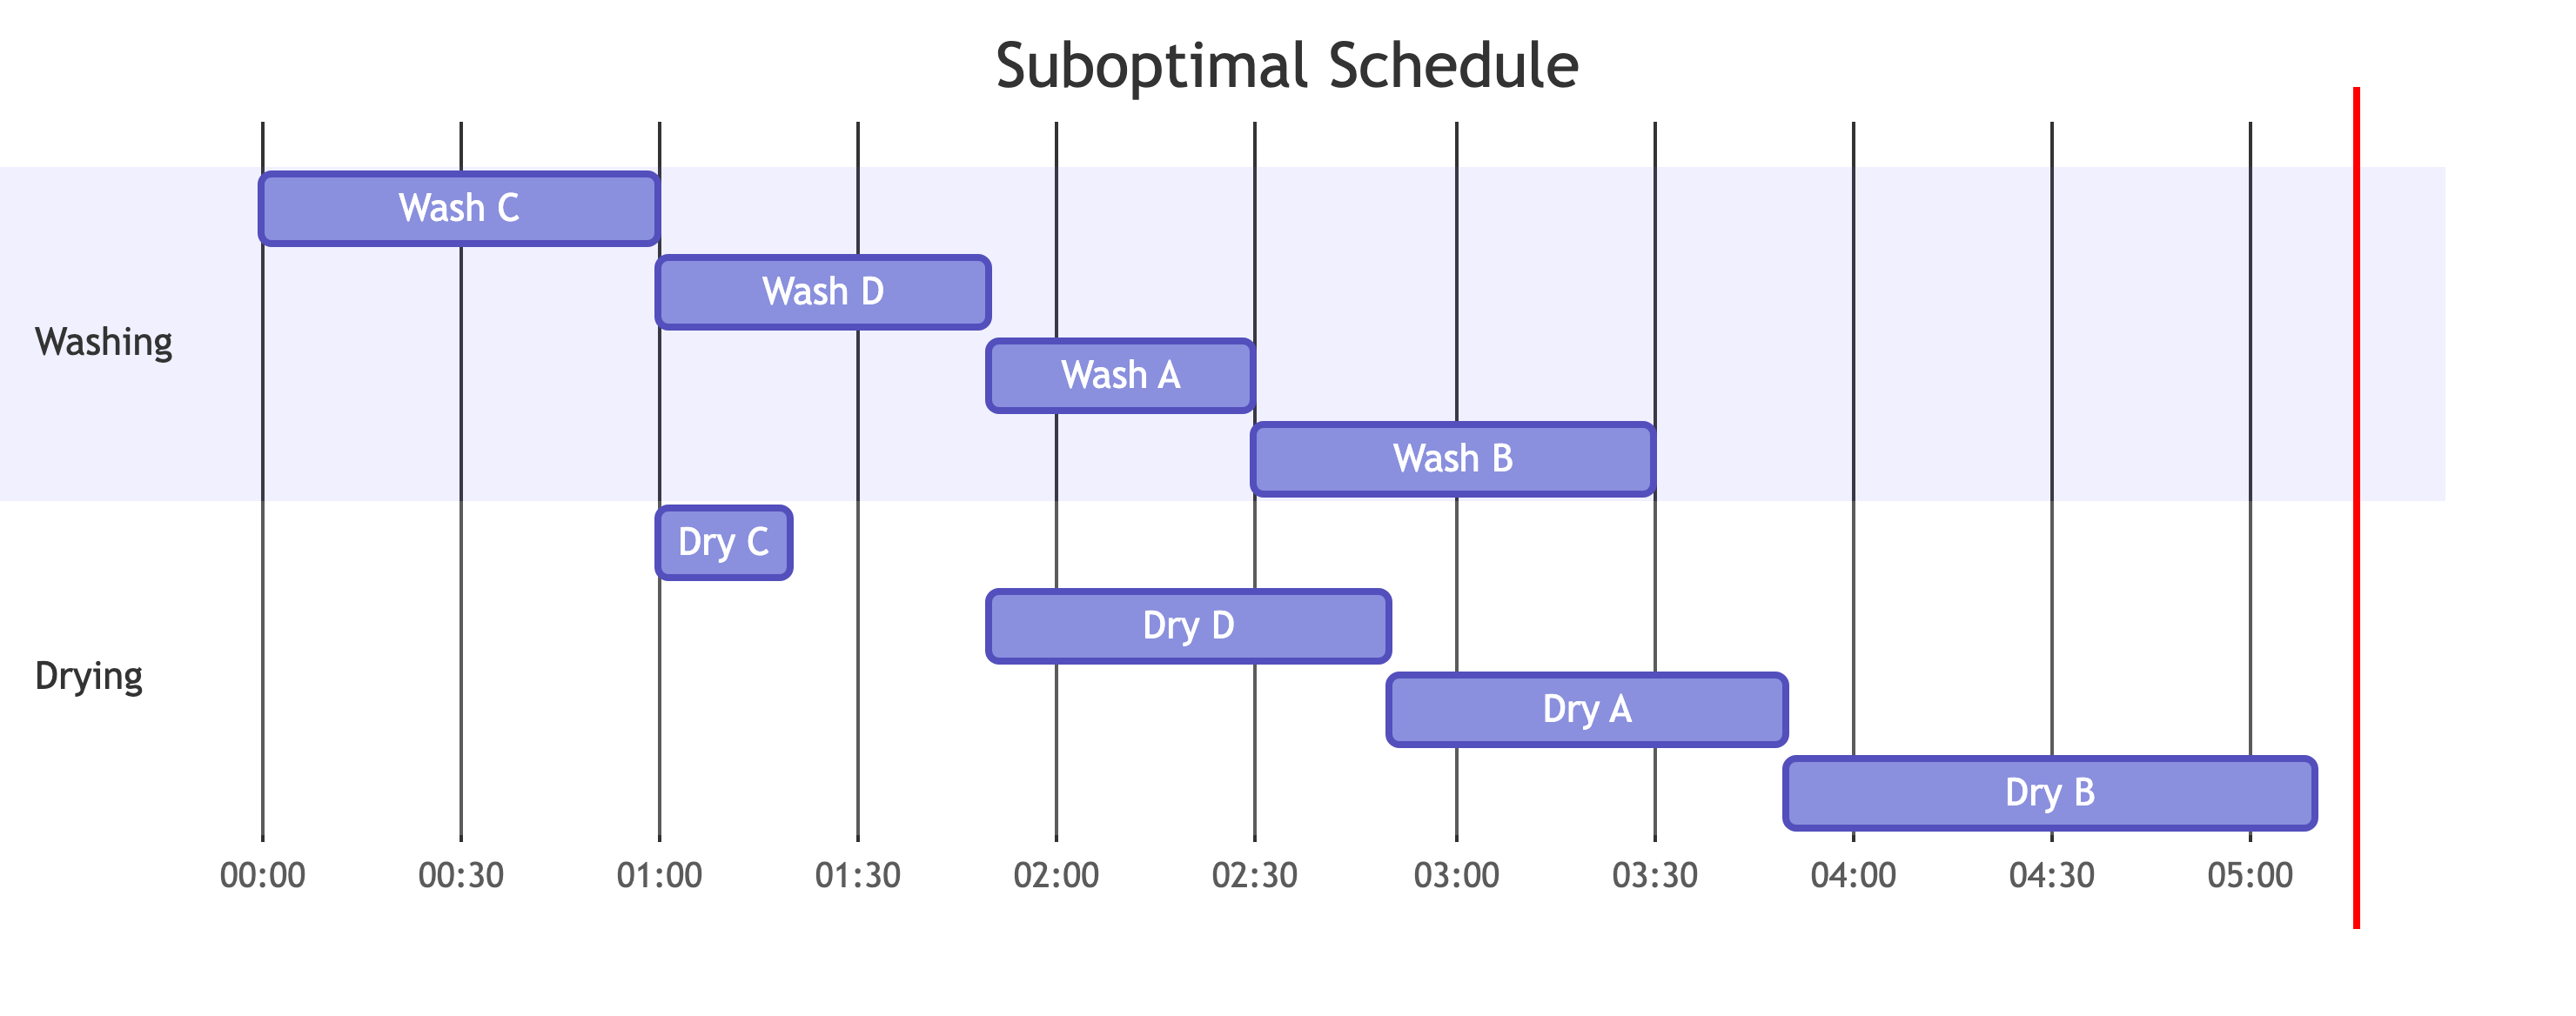 Suboptimal Schedule
Washing
Wash C
Wash D
Wash A
Wash B
Drying
Dry C
Dry D
Dry A
Dry B
00:00 00:30 01:00 01:30 02:00 02:30 03:00 03:30 04:00 04:30 05:00